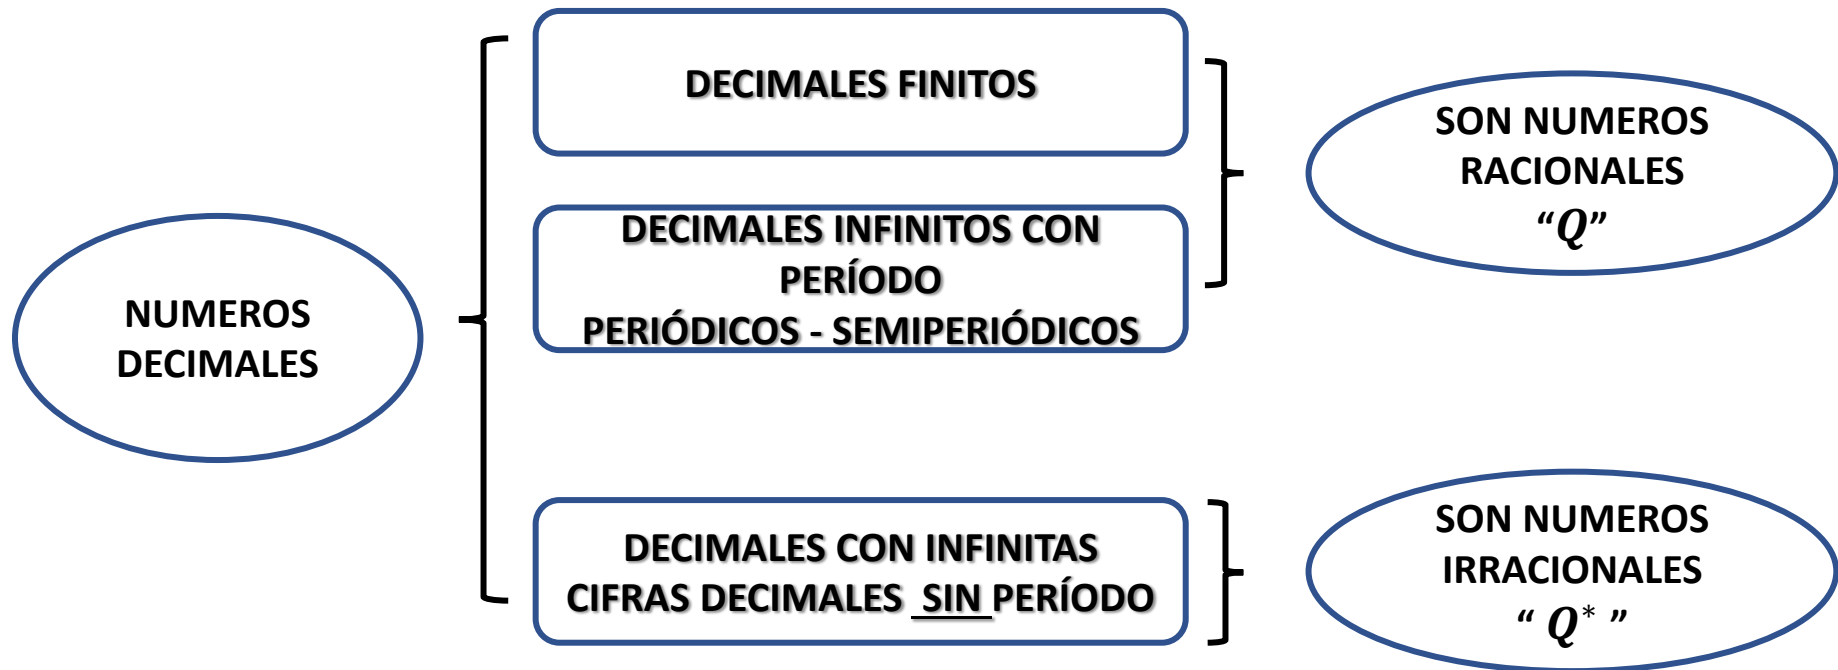 NUMEROS
DECIMALES
DECIMALES FINITOS
DECIMALES INFINITOS CON
PERÍODO
PERIÓDICOS - SEMIPERIÓDICOS
DECIMALES CON INFINITAS
CIFRAS DECIMALES SIN PERÍODO
SON NUMEROS
RACIONALES
“Q”
SON NUMEROS
IRRACIONALES
“ Q* ”